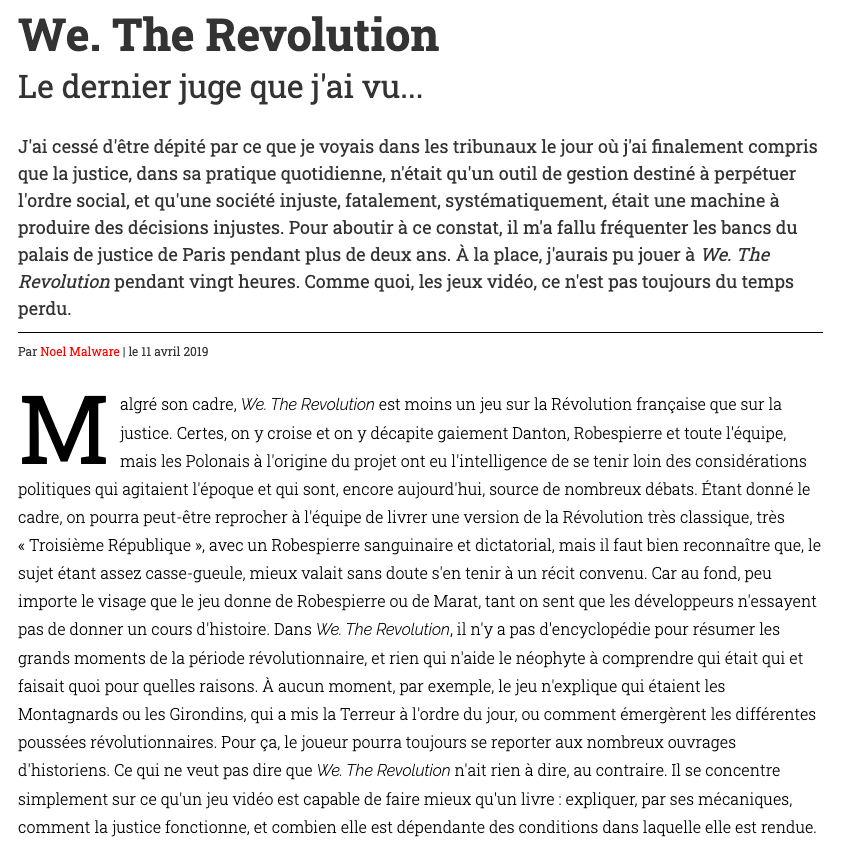 We. The Revolution
Le dernier juge que j'ai vu...
J'ai cessé d'être dépité par ce que je voyais dans les tribunaux le jour où j'ai finalement compris
que la justice, dans sa pratique quotidienne, n'était qu'un outil de gestion destiné à perpétuer
l'ordre social, et qu'une société injuste, fatalement, systématiquement, était une machine à
produire des décisions injustes. Pour aboutir à ce constat, il m'a fallu fréquenter les bancs du
palais de justice de Paris pendant plus de deux ans. À la place, j'aurais pu jouer à We. The
Revolution pendant vingt heures. Comme quoi, les jeux vidéo, ce n'est pas toujours du temps
perdu.
Par Noel Malware | le 11 avril 2019
Malgré son cadre, We. The Revolution est moins un jeu sur la Révolution française que sur la
justice. Certes, on y croise et on y décapite gaiement Danton, Robespierre et toute l'équipe,
mais les Polonais à l'origine du projet ont eu l'intelligence de se tenir loin des considérations
politiques qui agitaient l'époque et qui sont, encore aujourd'hui, source de nombreux débats. Étant donné le
cadre, on pourra peut-être reprocher à l'équipe de livrer une version de la Révolution très classique, très
« Troisième République », avec un Robespierre sanguinaire et dictatorial, mais il faut bien reconnaître que, le
sujet étant assez casse-gueule, mieux valait sans doute s'en tenir à un récit convenu. Car au fond, peu
importe le visage que le jeu donne de Robespierre ou de Marat, tant on sent que les développeurs n'essayent
pas de donner un cours d'histoire. Dans We. The Revolution, il n'y a pas d'encyclopédie pour résumer les
grands moments de la période révolutionnaire, et rien qui n'aide le néophyte à comprendre qui était qui et
faisait quoi pour quelles raisons. À aucun moment, par exemple, le jeu n'explique qui étaient les
Montagnards ou les Girondins, qui a mis la Terreur à l'ordre du jour, ou comment émergèrent les différentes
poussées révolutionnaires. Pour ça, le joueur pourra toujours se reporter aux nombreux ouvrages
d'historiens. Ce qui ne veut pas dire que We. The Revolution n'ait rien à dire, au contraire. Il se concentre
simplement sur ce qu'un jeu vidéo est capable de faire mieux qu'un livre : expliquer, par ses mécaniques,
comment la justice fonctionne, et combien elle est dépendante des conditions dans laquelle elle est rendue.